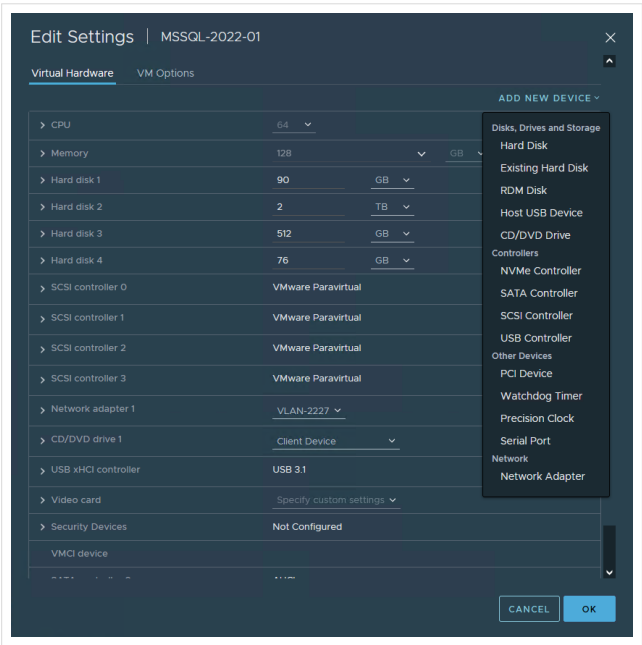 Edit Settings | MSSQL-2022-01
Virtual Hardware VM Options
ADD NEW DEVICE
CPU 64
Memory 128 GB
Hard disk 1 90 GB
Hard disk 2 2 TB
Hard disk 3 512 GB
Hard disk 4 76 GB
SCSI controller 0 VMware Paravirtual
SCSI controller 1 VMware Paravirtual
SCSI controller 2 VMware Paravirtual
SCSI controller 3 VMware Paravirtual
Network adapter 1 VLAN-2227
CD/DVD drive 1 Client Device
USB xHCI controller USB 3.1
Video card Specify custom settings
Security Devices Not Configured
VMCI device
Disks, Drives and Storage
Hard Disk
Existing Hard Disk
RDM Disk
Host USB Device
CD/DVD Drive
Controllers
NVMe Controller
SATA Controller
SCSI Controller
USB Controller
Other Devices
PCI Device
Watchdog Timer
Precision Clock
Serial Port
Network
Network Adapter
CANCEL OK